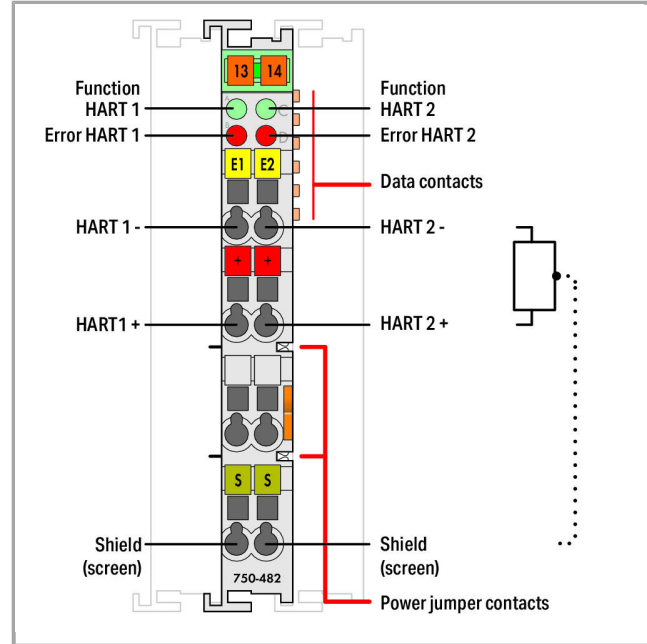 13 14
Function
HART 1
Function
HART 2
A C
Error HART 1
Error HART 2
B D
E1 E2
Data contacts
HART 1 -
HART 2 -
+ +
HART1 +
HART 2 +
S S
Shield
(screen)
Shield
(screen)
750-482
Power jumper contacts